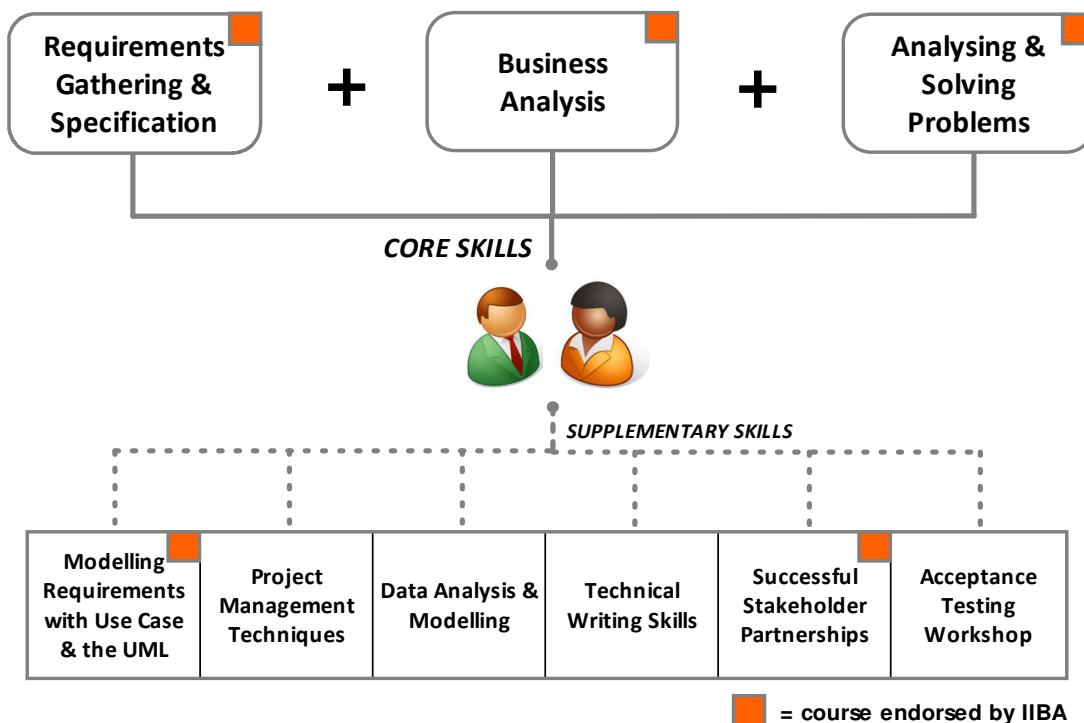 Requirements
Gathering &
Specification
+
Business
Analysis
+
Analysing &
Solving
Problems
CORE SKILLS
SUPPLEMENTARY SKILLS
Modelling
Requirements
with Use Case
& the UML
Project
Management
Techniques
Data Analysis &
Modelling
Technical
Writing Skills
Successful
Stakeholder
Partnerships
Acceptance
Testing
Workshop
= course endorsed by IIBA